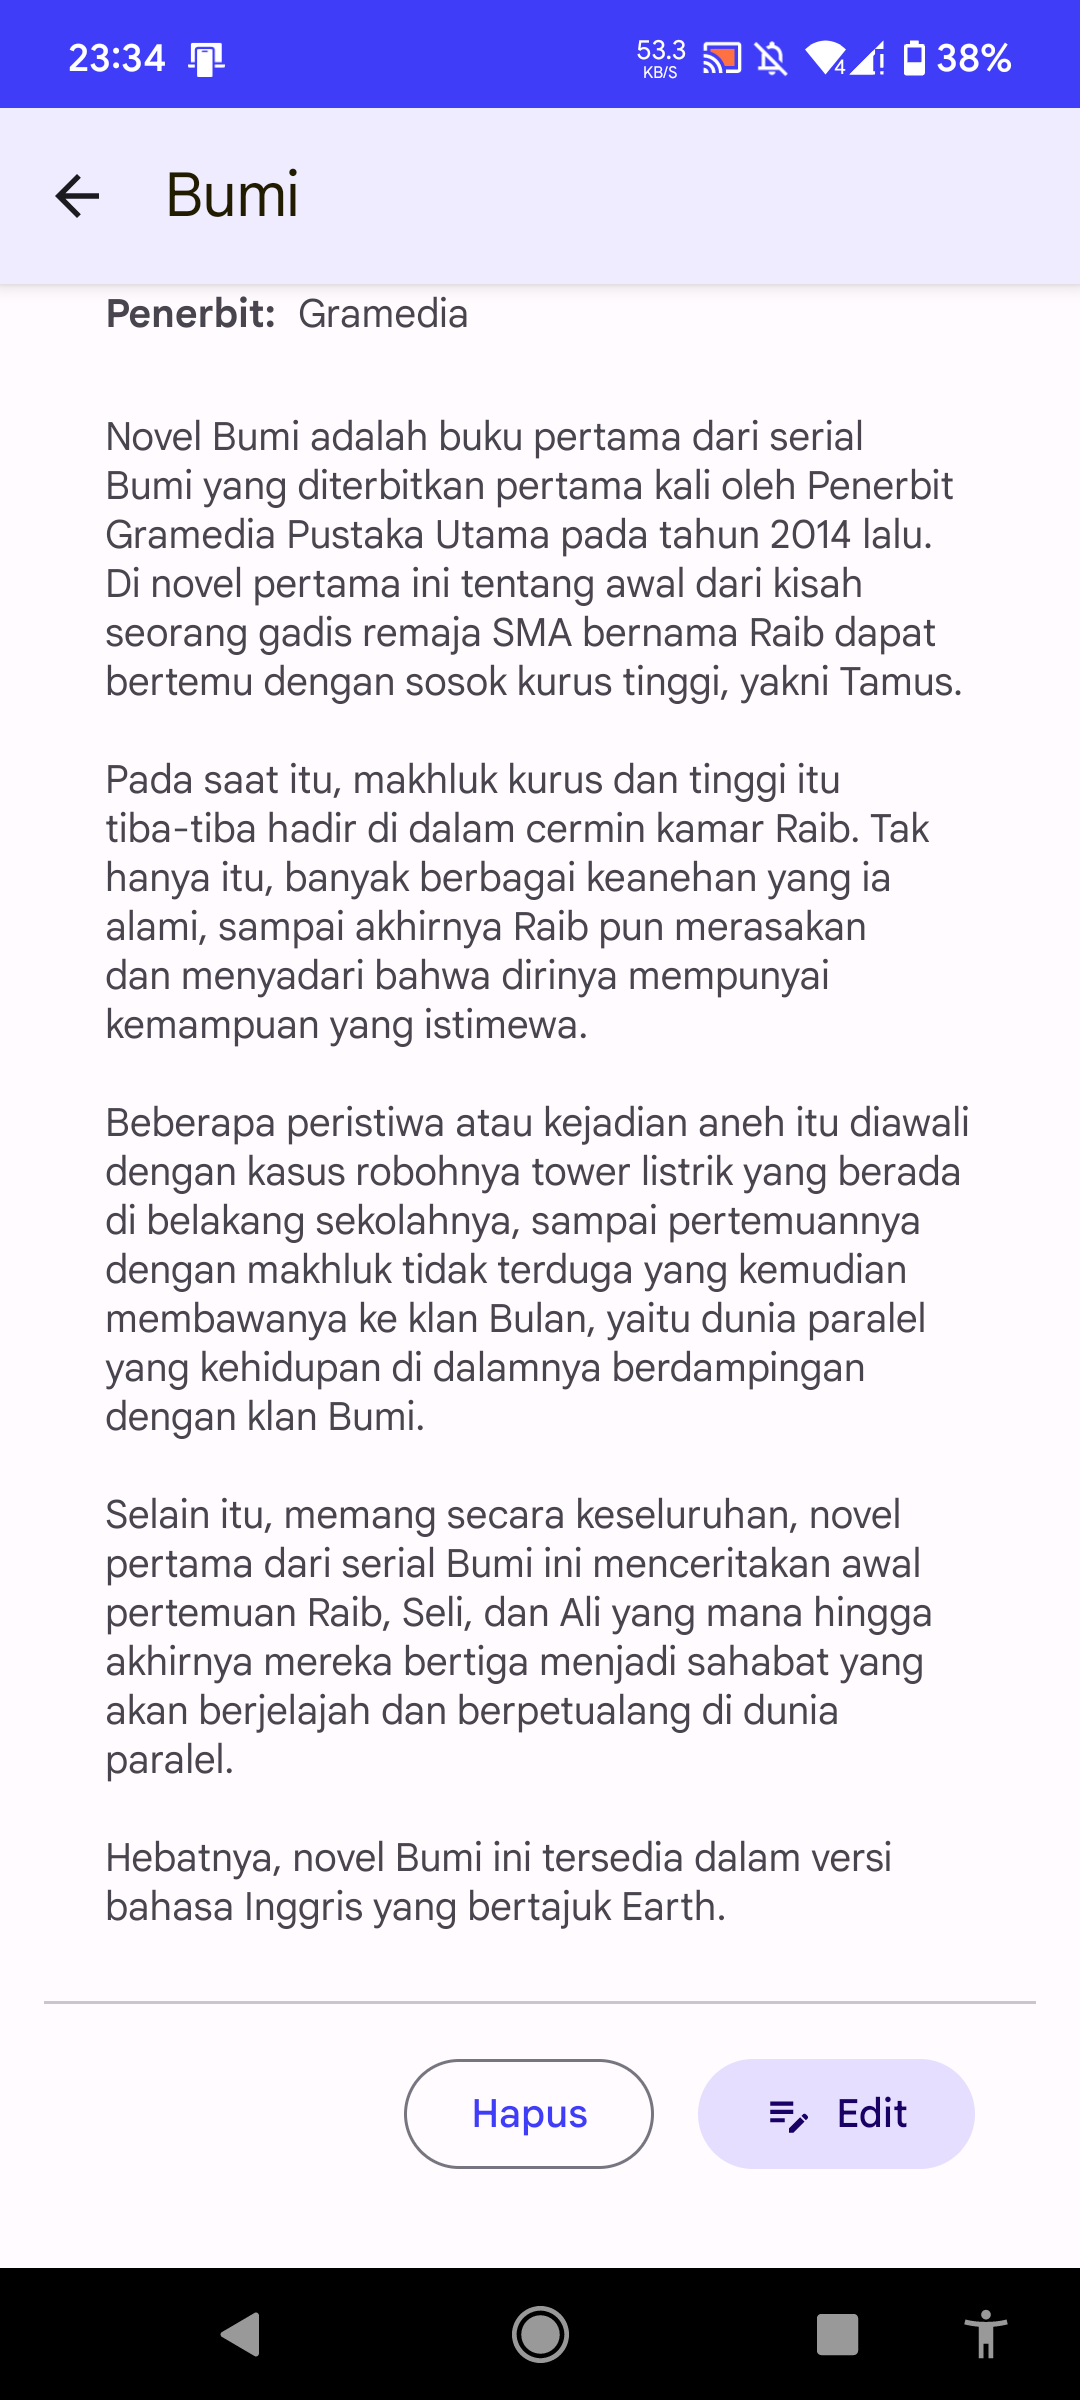 23:34
53.3
KB/S
4
38%
Bumi
Penerbit: Gramedia
Novel Bumi adalah buku pertama dari serial
Bumi yang diterbitkan pertama kali oleh Penerbit
Gramedia Pustaka Utama pada tahun 2014 lalu.
Di novel pertama ini tentang awal dari kisah
seorang gadis remaja SMA bernama Raib dapat
bertemu dengan sosok kurus tinggi, yakni Tamus.
Pada saat itu, makhluk kurus dan tinggi itu
tiba-tiba hadir di dalam cermin kamar Raib. Tak
hanya itu, banyak berbagai keanehan yang ia
alami, sampai akhirnya Raib pun merasakan
dan menyadari bahwa dirinya mempunyai
kemampuan yang istimewa.
Beberapa peristiwa atau kejadian aneh itu diawali
dengan kasus robohnya tower listrik yang berada
di belakang sekolahnya, sampai pertemuannya
dengan makhluk tidak terduga yang kemudian
membawanya ke klan Bulan, yaitu dunia paralel
yang kehidupan di dalamnya berdampingan
dengan klan Bumi.
Selain itu, memang secara keseluruhan, novel
pertama dari serial Bumi ini menceritakan awal
pertemuan Raib, Seli, dan Ali yang mana hingga
akhirnya mereka bertiga menjadi sahabat yang
akan berjelajah dan berpetualang di dunia
paralel.
Hebatnya, novel Bumi ini tersedia dalam versi
bahasa Inggris yang bertajuk Earth.
Hapus
Edit